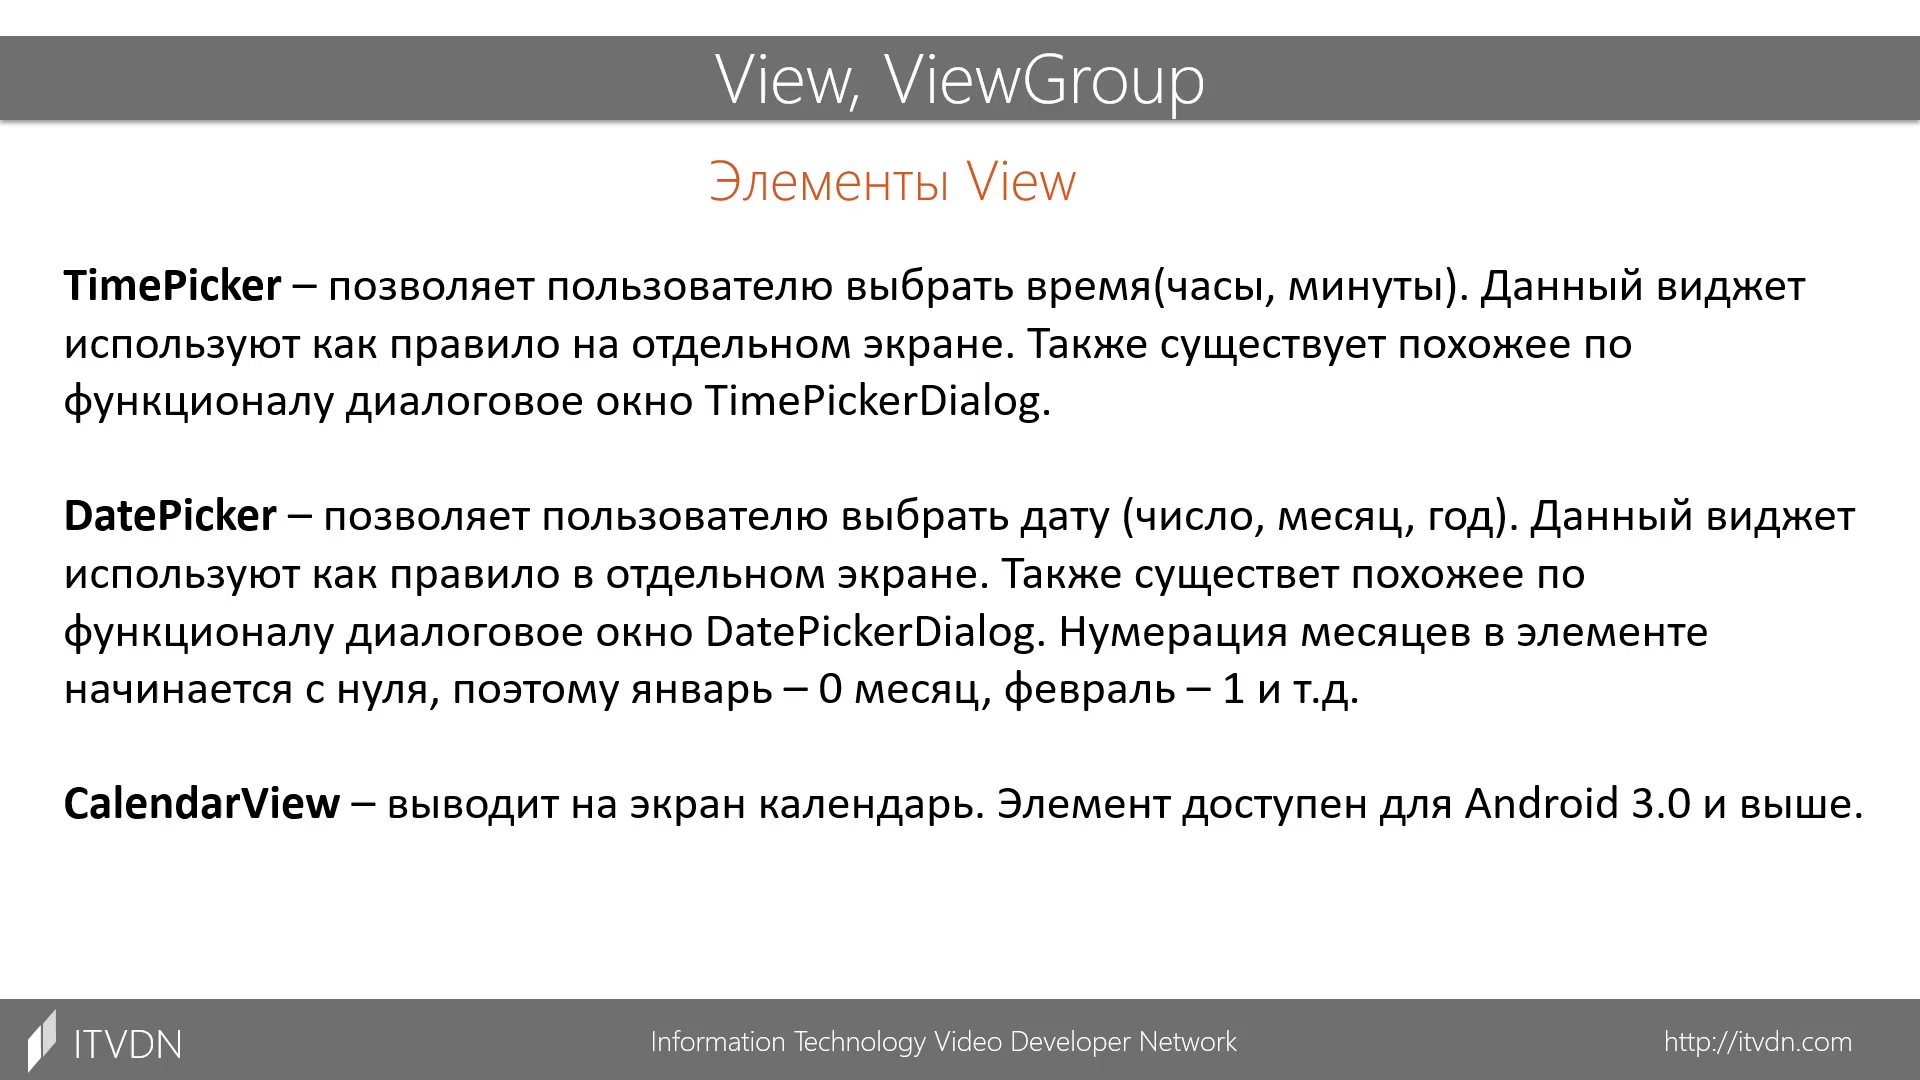 View, ViewGroup
Элементы View
TimePicker – позволяет пользователю выбрать время(часы, минуты). Данный виджет
используют как правило на отдельном экране. Также существует похожее по
функционалу диалоговое окно TimePickerDialog.
DatePicker – позволяет пользователю выбрать дату (число, месяц, год). Данный виджет
используют как правило в отдельном экране. Также существет похожее по
функционалу диалоговое окно DatePickerDialog. Нумерация месяцев в элементе
начинается с нуля, поэтому январь – 0 месяц, февраль – 1 и т.д.
CalendarView – выводит на экран календарь. Элемент доступен для Android 3.0 и выше.
ITVDN
Information Technology Video Developer Network
http://itvdn.com